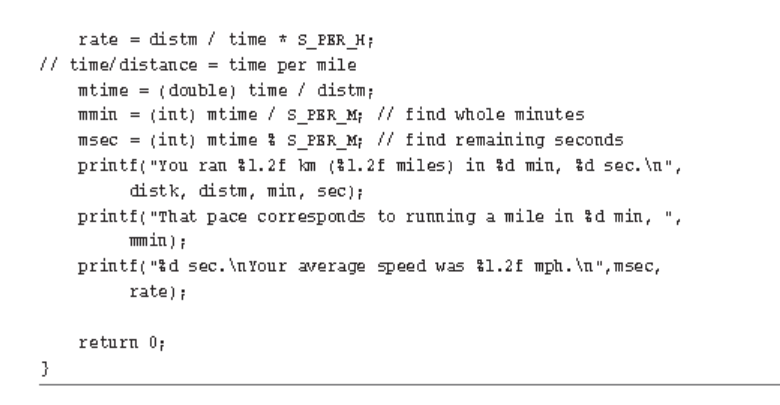 rate = distm / time * S_PER_H;
// time/distance = time per mile
mtime = (double) time / distm;
mmin = (int) mtime / S_PER_M; // find whole minutes
msec = (int) mtime % S_PER_M; // find remaining seconds
printf("You ran %1.2f km (%1.2f miles) in %d min, %d sec.\n",
distk, distm, min, sec);
printf("That pace corresponds to running a mile in %d min, ",
mmin);
printf("%d sec.\nYour average speed was %1.2f mph.\n",msec,
rate);
return 0;
}